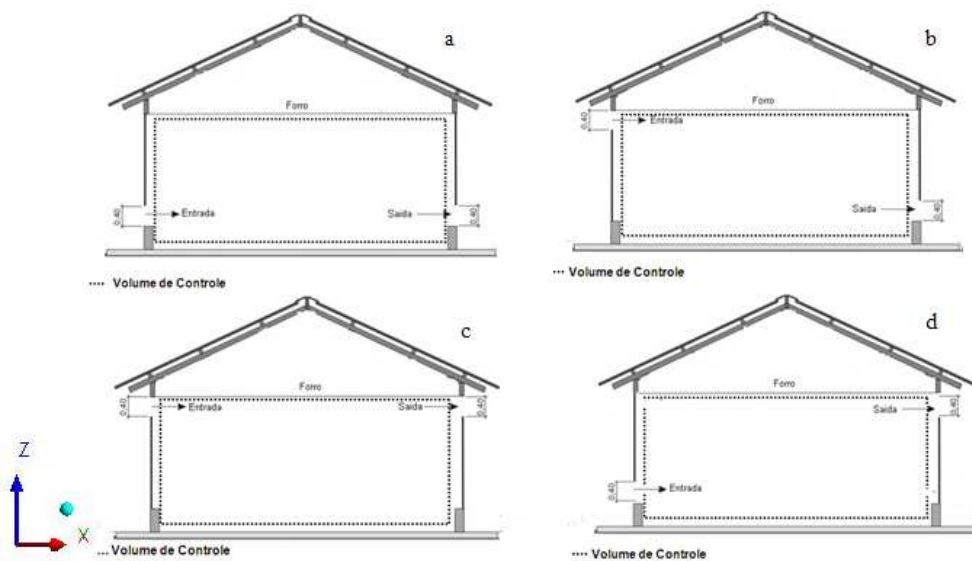 a
Forro
0,40
Entrada
Saída
0,40
.... Volume de Controle
b
Forro
0,40
Entrada
Saída
0,40
... Volume de Controle
c
Forro
0,40
Entrada
Saída
0,40
... Volume de Controle
d
Forro
Saída
0,40
0,40
Entrada
.... Volume de Controle
Z
X